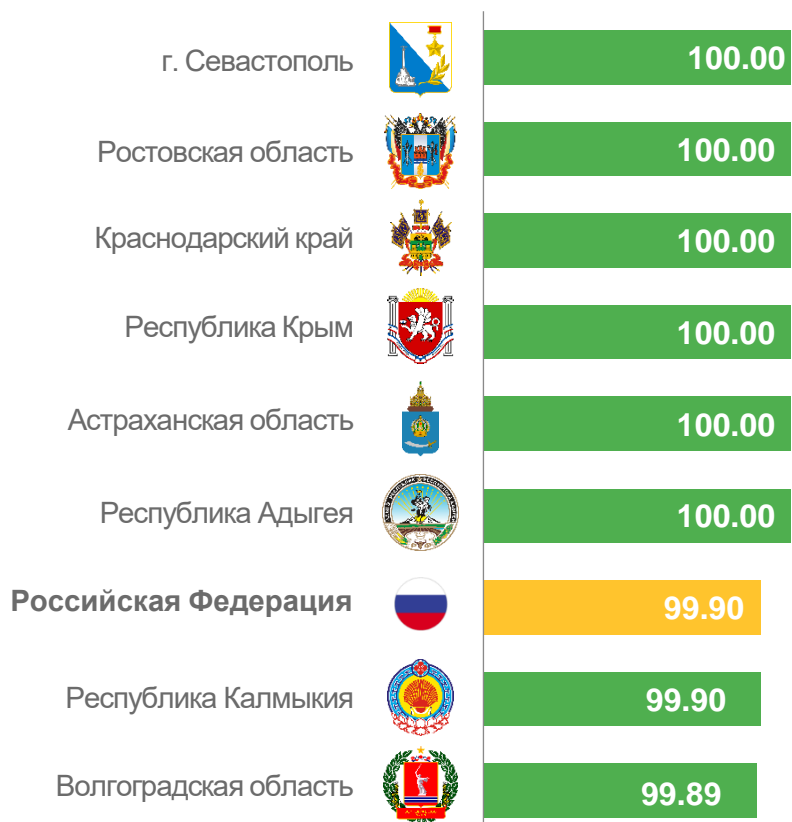 г. Севастополь 100.00
Ростовская область 100.00
Краснодарский край 100.00
Республика Крым 100.00
Астраханская область 100.00
Республика Адыгея 100.00
Российская Федерация 99.90
Республика Калмыкия 99.90
Волгоградская область 99.89